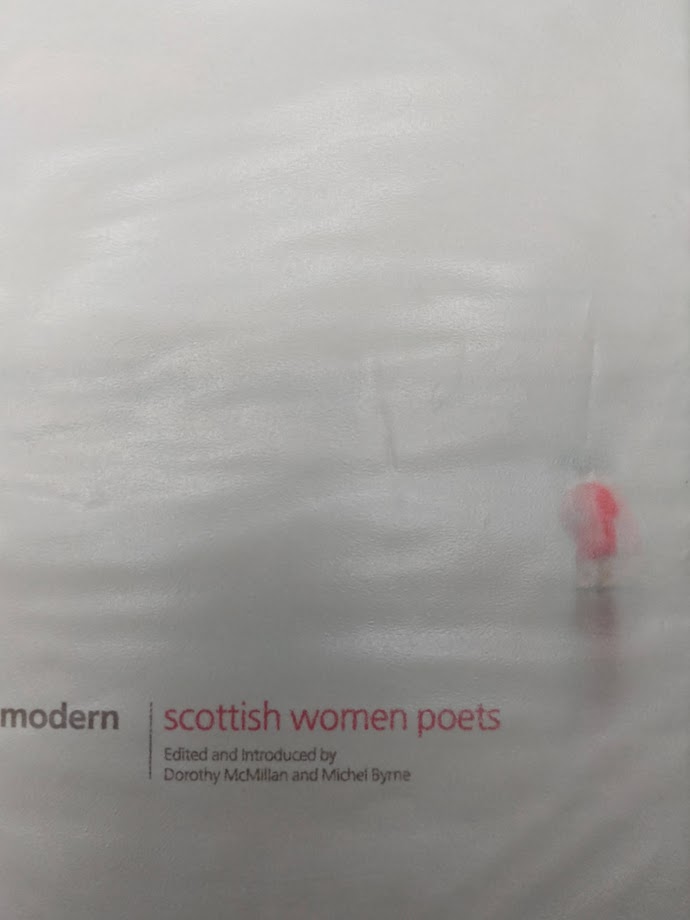 modern scottish women poets
Edited and Introduced by
Dorothy McMillan and Michel Byrne